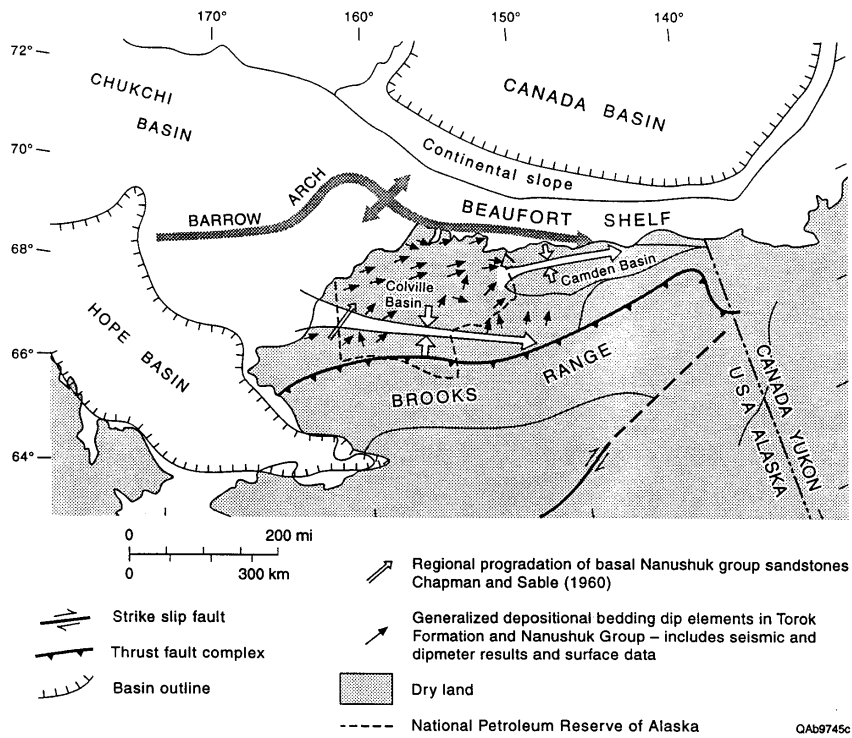 170° 160° 150° 140°
72°
70°
68°
66°
64°
CHUKCHI
BASIN
CANADA BASIN
Continental slope
BARROW ARCH
BEAUFORT SHELF
Camden Basin
Colville
Basin
HOPE BASIN
BROOKS RANGE
CANADA YUKON
USA ALASKA
0 200 mi
0 300 km
Strike slip fault
Thrust fault complex
Basin outline
Regional progradation of basal Nanushuk group sandstones
Chapman and Sable (1960)
Generalized depositional bedding dip elements in Torok
Formation and Nanushuk Group – includes seismic and
dipmeter results and surface data
Dry land
National Petroleum Reserve of Alaska
QAb9745c